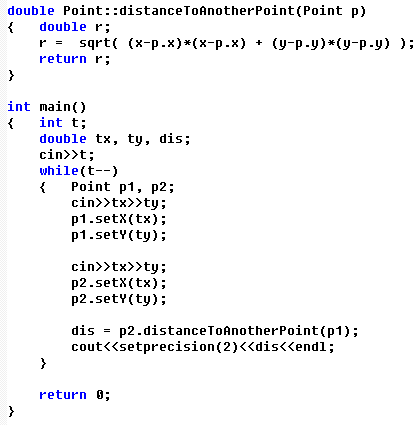 double Point::distanceToAnotherPoint(Point p)
{   double r;
    r =  sqrt( (x-p.x)*(x-p.x) + (y-p.y)*(y-p.y) );
    return r;
}

int main()
{   int t;
    double tx, ty, dis;
    cin>>t;
    while(t--)
    {   Point p1, p2;
        cin>>tx>>ty;
        p1.setX(tx);
        p1.setY(ty);

        cin>>tx>>ty;
        p2.setX(tx);
        p2.setY(ty);

        dis = p2.distanceToAnotherPoint(p1);
        cout<<setprecision(2)<<dis<<endl;
    }

    return 0;
}